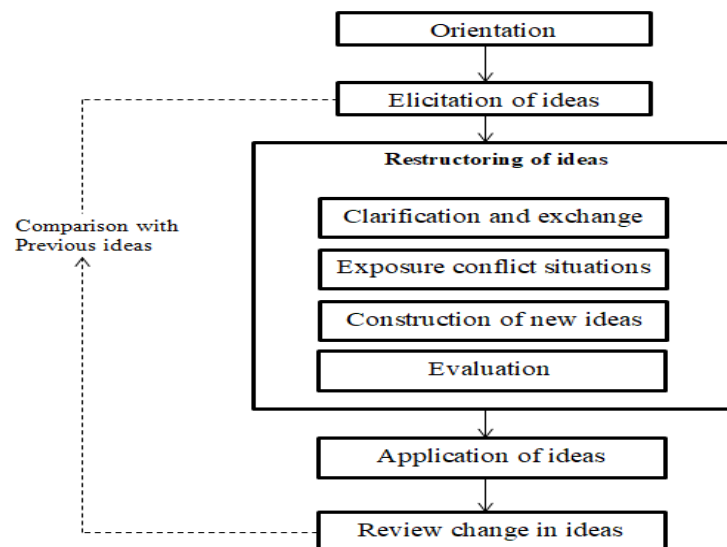 Orientation
Elicitation of ideas
Restructoring of ideas
Clarification and exchange
Comparison with
Previous ideas
Exposure conflict situations
Construction of new ideas
Evaluation
Application of ideas
Review change in ideas